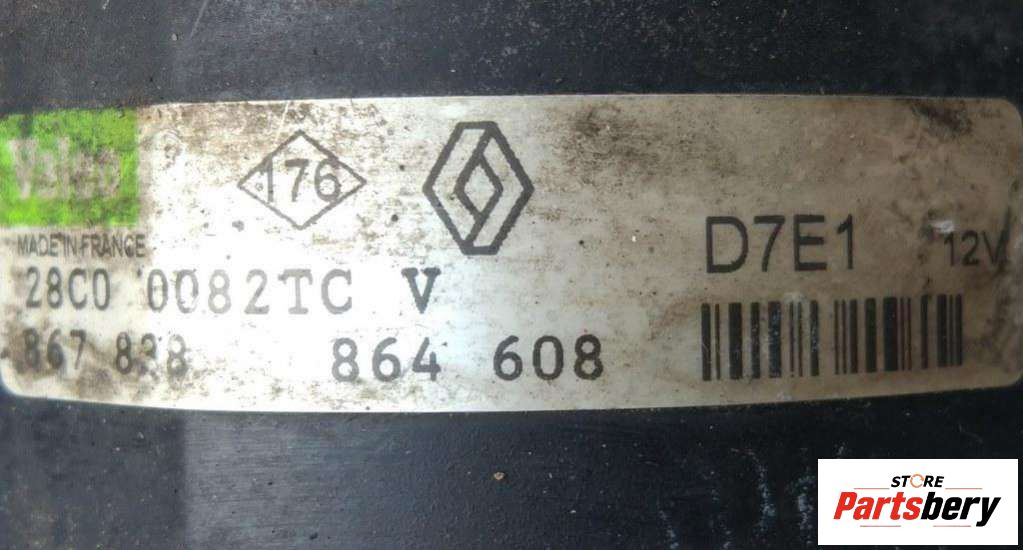 Valeo
176
MADE IN FRANCE
D7E1 12V
28C0 0082TC V
867 838 864 608
STORE
Partsbery